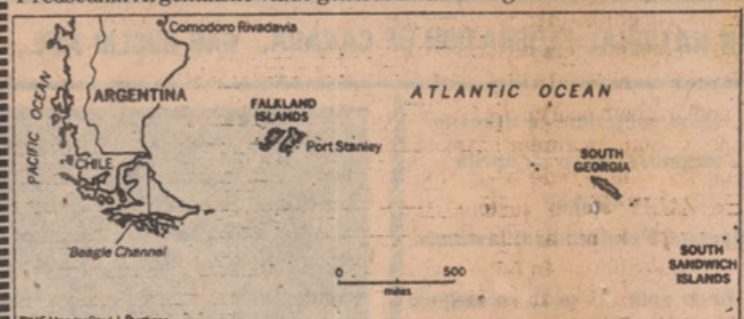 Comodoro Rivadavia
PACIFIC OCEAN
ARGENTINA
ATLANTIC OCEAN
FALKLAND
ISLANDS
Port Stanley
CHILE
SOUTH
GEORGIA
Beagle Channel
0 500
miles
SOUTH
SANDWICH
ISLANDS